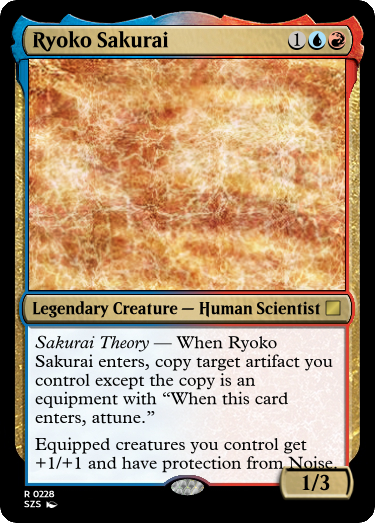 Ryoko Sakurai 1
Legendary Creature — Human Scientist
Sakurai Theory — When Ryoko
Sakurai enters, copy target artifact you
control except the copy is an
equipment with “When this card
enters, attune.”
Equipped creatures you control get
+1/+1 and have protection from Noise.
1/3
R 0228
SZS